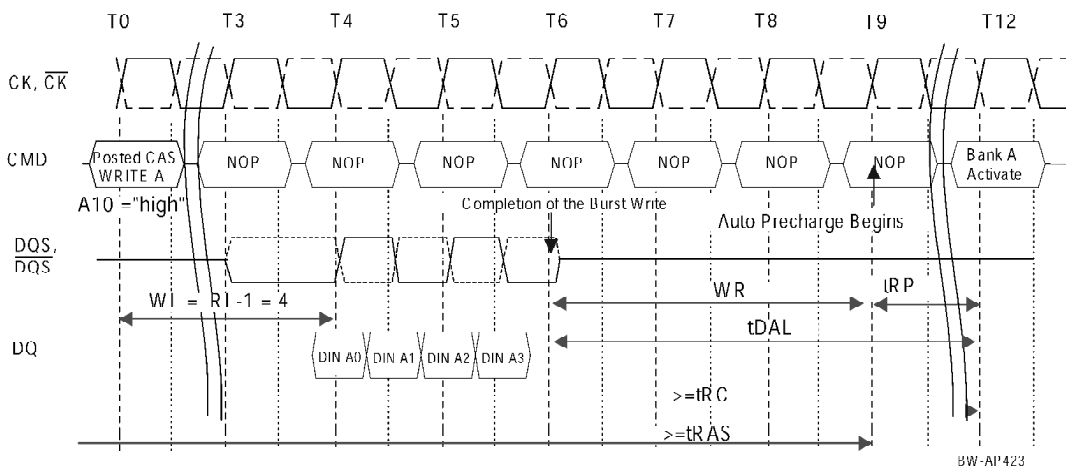 T0 T3 T4 T5 T6 T7 T8 T9 T12
CK, CK
CMD
Posted CAS
WRITE A
NOP NOP NOP NOP NOP NOP NOP
Bank A
Activate
A10 ="high"
Completion of the Burst Write
Auto Precharge Begins
DQS,
DQS
WL = RL -1 = 4
WR
tRP
tDAL
DQ
DIN A0 DIN A1 DIN A2 DIN A3
>=tRC
>=tRAS
BW-AP423